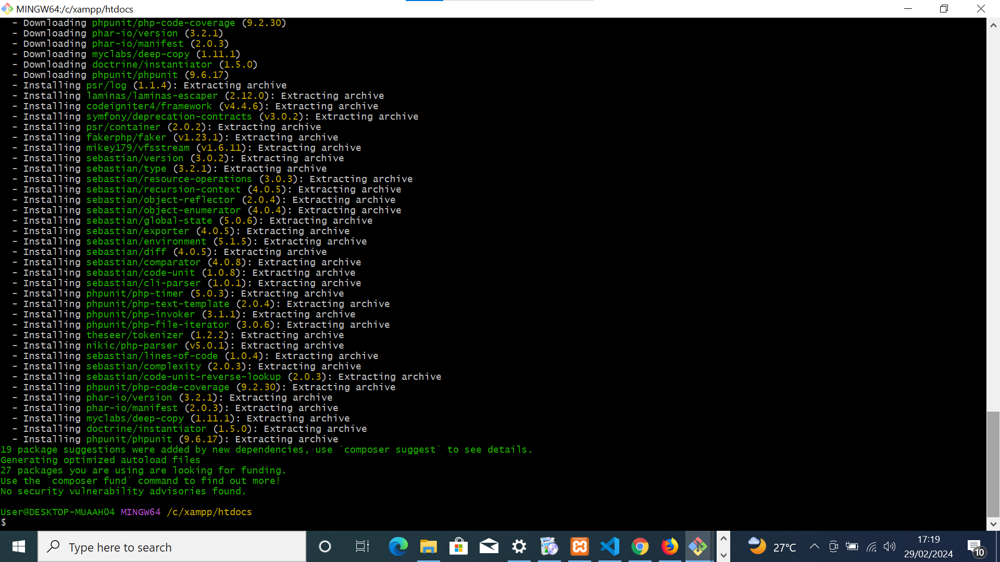 MINGW64:/c/xampp/htdocs
- Downloading phpunit/php-code-coverage (9.2.30)
- Downloading phar-io/version (3.2.1)
- Downloading phar-io/manifest (2.0.3)
- Downloading myclabs/deep-copy (1.11.1)
- Downloading doctrine/instantiator (1.5.0)
- Downloading phpunit/phpunit (9.6.17)
- Installing psr/log (1.1.4): Extracting archive
- Installing laminas/laminas-escaper (2.12.0): Extracting archive
- Installing codeigniter4/framework (v4.4.6): Extracting archive
- Installing symfony/deprecation-contracts (v3.0.2): Extracting archive
- Installing psr/container (2.0.2): Extracting archive
- Installing fakerphp/faker (v1.23.1): Extracting archive
- Installing mikey179/vfsstream (v1.6.11): Extracting archive
- Installing sebastian/version (3.0.2): Extracting archive
- Installing sebastian/type (3.2.1): Extracting archive
- Installing sebastian/resource-operations (3.0.3): Extracting archive
- Installing sebastian/recursion-context (4.0.5): Extracting archive
- Installing sebastian/object-reflector (2.0.4): Extracting archive
- Installing sebastian/object-enumerator (4.0.4): Extracting archive
- Installing sebastian/global-state (5.0.6): Extracting archive
- Installing sebastian/exporter (4.0.5): Extracting archive
- Installing sebastian/environment (5.1.5): Extracting archive
- Installing sebastian/diff (4.0.5): Extracting archive
- Installing sebastian/comparator (4.0.8): Extracting archive
- Installing sebastian/code-unit (1.0.8): Extracting archive
- Installing sebastian/cli-parser (1.0.1): Extracting archive
- Installing phpunit/php-timer (5.0.3): Extracting archive
- Installing phpunit/php-text-template (2.0.4): Extracting archive
- Installing phpunit/php-invoker (3.1.1): Extracting archive
- Installing phpunit/php-file-iterator (3.0.6): Extracting archive
- Installing theseer/tokenizer (1.2.2): Extracting archive
- Installing nikic/php-parser (v5.0.1): Extracting archive
- Installing sebastian/lines-of-code (1.0.4): Extracting archive
- Installing sebastian/complexity (2.0.3): Extracting archive
- Installing sebastian/code-unit-reverse-lookup (2.0.3): Extracting archive
- Installing phpunit/php-code-coverage (9.2.30): Extracting archive
- Installing phar-io/version (3.2.1): Extracting archive
- Installing phar-io/manifest (2.0.3): Extracting archive
- Installing myclabs/deep-copy (1.11.1): Extracting archive
- Installing doctrine/instantiator (1.5.0): Extracting archive
- Installing phpunit/phpunit (9.6.17): Extracting archive
19 package suggestions were added by new dependencies, use `composer suggest` to see details.
Generating optimized autoload files
27 packages you are using are looking for funding.
Use the `composer fund` command to find out more!
No security vulnerability advisories found.
User@DESKTOP-MUAAH04 MINGW64 /c/xampp/htdocs
$
Type here to search
27°C
17:19
29/02/2024
10